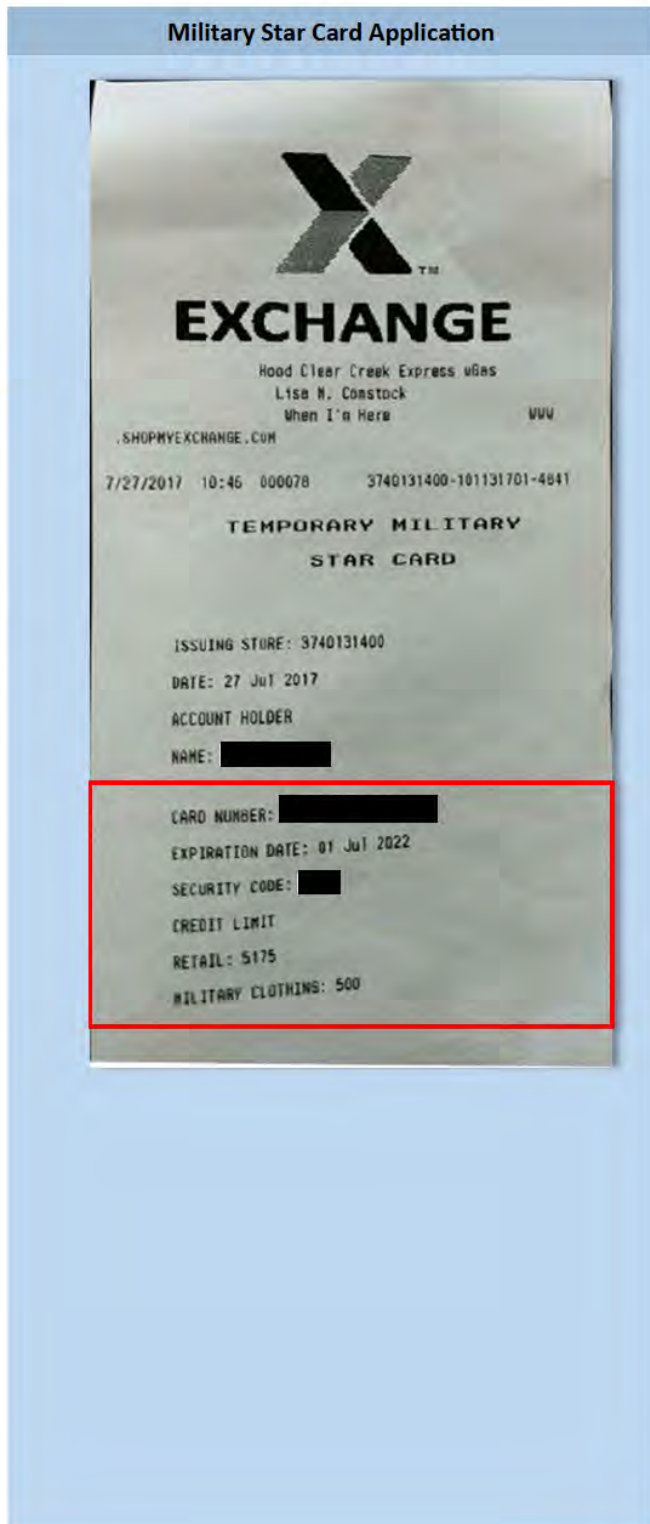 Military Star Card Application
TM
EXCHANGE
Hood Clear Creek Express wGas
Lisa M. Comstock
When I'm Here WWW
.SHOPMYEXCHANGE.COM
7/27/2017 10:46 000078 3740131400-101131701-4841
TEMPORARY MILITARY
STAR CARD
ISSUING STORE: 3740131400
DATE: 27 Jul 2017
ACCOUNT HOLDER
NAME:
CARD NUMBER:
EXPIRATION DATE: 01 Jul 2022
SECURITY CODE:
CREDIT LIMIT
RETAIL: 5175
MILITARY CLOTHING: 500